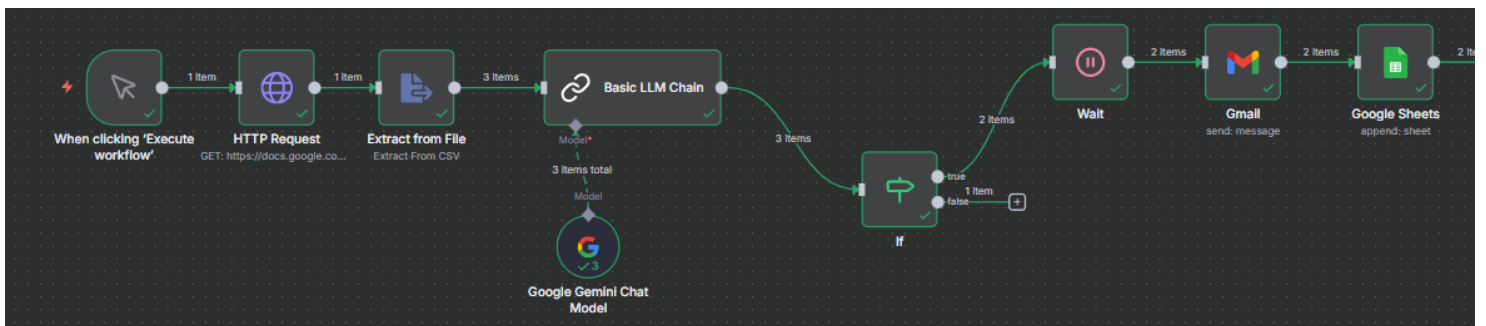 1 Item
1 Item
3 Items
Basic LLM Chain
When clicking ‘Execute
workflow’
HTTP Request
GET: https://docs.google.co...
Extract from File
Extract From CSV
Model*
3 Items total
Model
3
Google Gemini Chat
Model
3 Items
If
true
1 Item
false
2 Items
Wait
2 Items
Gmail
send: message
2 Items
Google Sheets
append: sheet